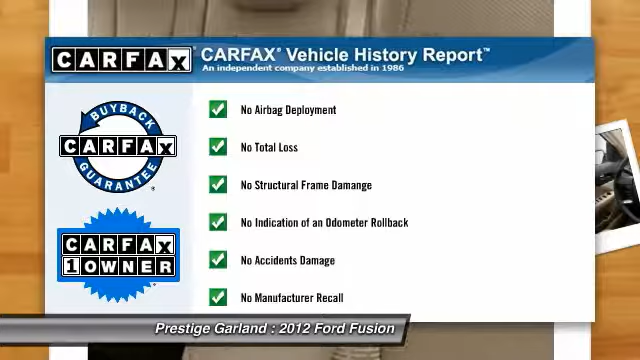 CARFAX CARFAX® Vehicle History Report™
An independent company established in 1986
BUYBACK
CARFAX
GUARANTEE ®
CARFAX
1 OWNER
No Airbag Deployment
No Total Loss
No Structural Frame Damange
No Indication of an Odometer Rollback
No Accidents Damage
No Manufacturer Recall
Prestige Garland : 2012 Ford Fusion